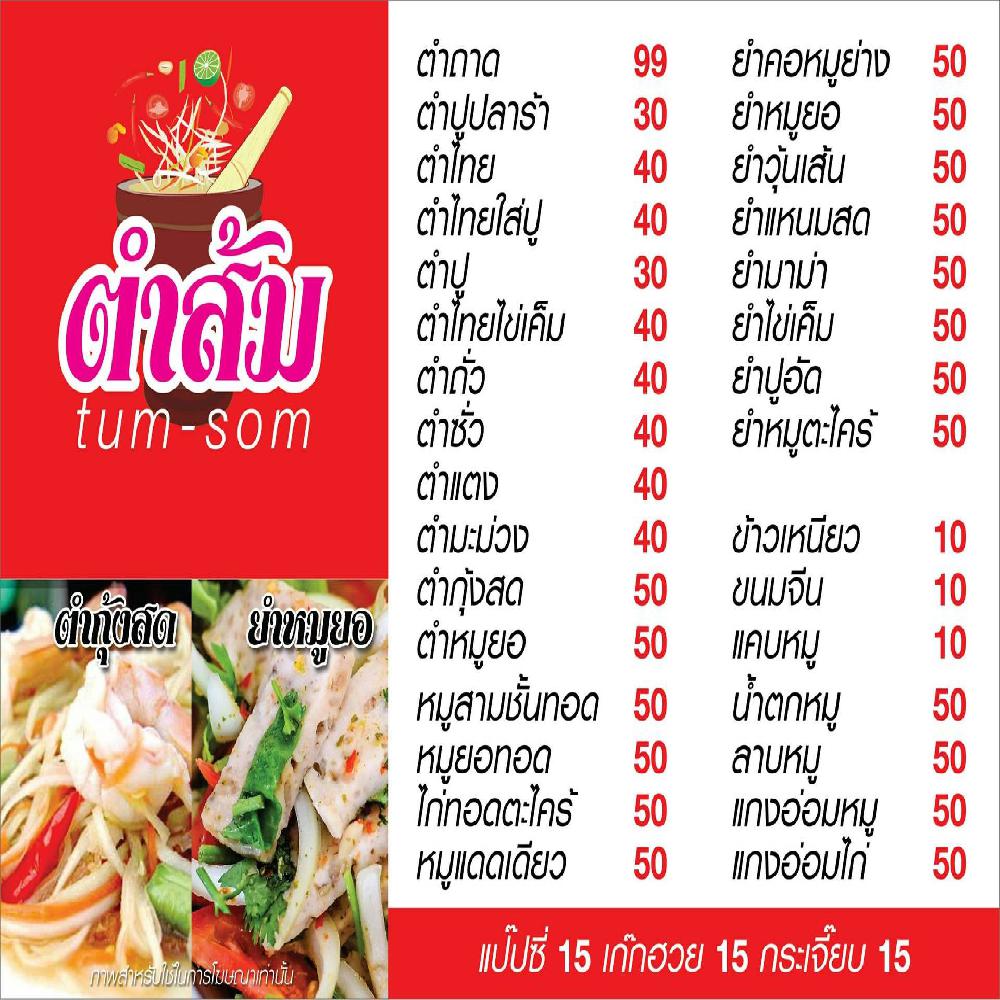 ตำส้ม
tum-som
ตำกุ้งสด
ยำหมูยอ
ภาพสำหรับใช้ในการโฆษณาเท่านั้น
ตำถาด 99
ตำปูปลาร้า 30
ตำไทย 40
ตำไทยใส่ปู 40
ตำปู 30
ตำไทยไข่เค็ม 40
ตำถั่ว 40
ตำซั่ว 40
ตำแตง 40
ตำมะม่วง 40
ตำกุ้งสด 50
ตำหมูยอ 50
หมูสามชั้นทอด 50
หมูยอทอด 50
ไก่ทอดตะไคร้ 50
หมูแดดเดียว 50
ยำคอหมูย่าง 50
ยำหมูยอ 50
ยำวุ้นเส้น 50
ยำแหนมสด 50
ยำมาม่า 50
ยำไข่เค็ม 50
ยำปูอัด 50
ยำหมูตะไคร้ 50
ข้าวเหนียว 10
ขนมจีน 10
แคบหมู 10
น้ำตกหมู 50
ลาบหมู 50
แกงอ่อมหมู 50
แกงอ่อมไก่ 50
แป๊ปซี่ 15 เก๊กฮวย 15 กระเจี๊ยบ 15